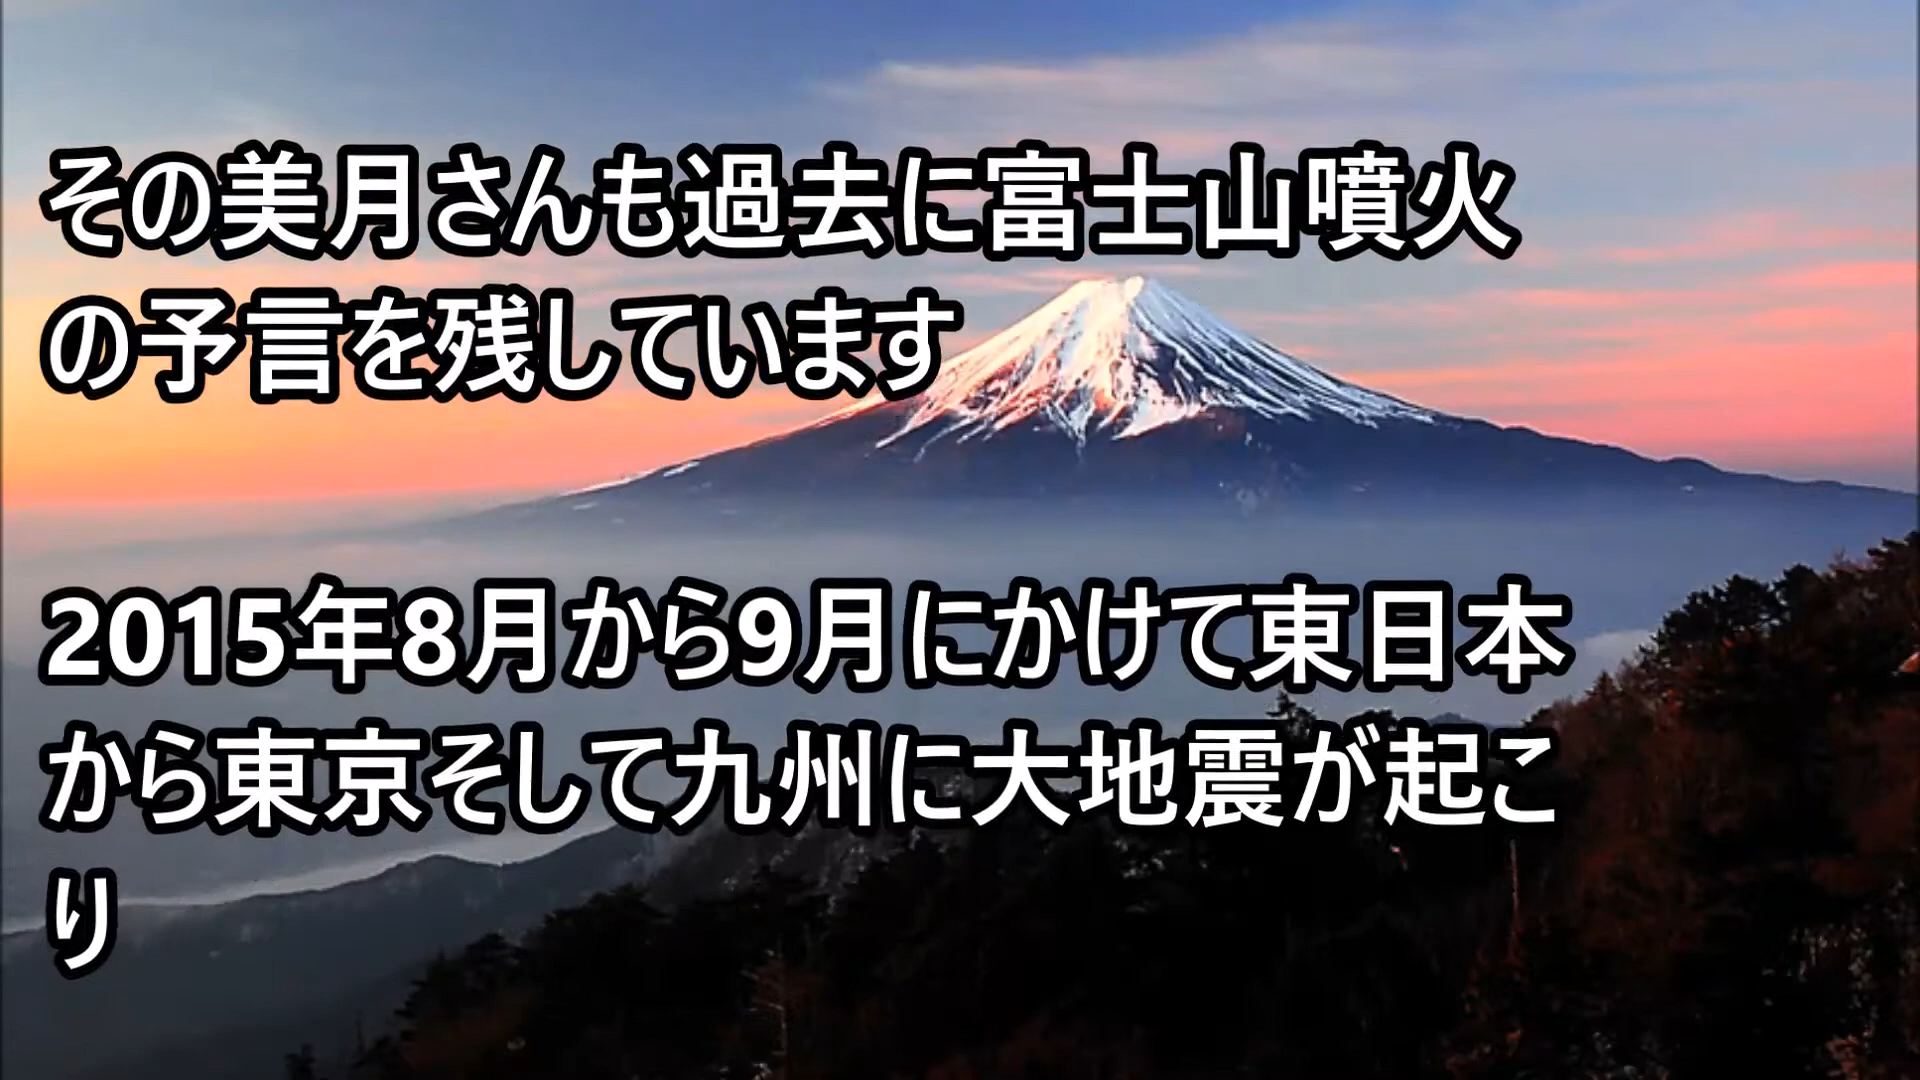 その美月さんも過去に富士山噴火
の予言を残しています
2015年8月から9月にかけて東日本
から東京そして九州に大地震が起こ
り